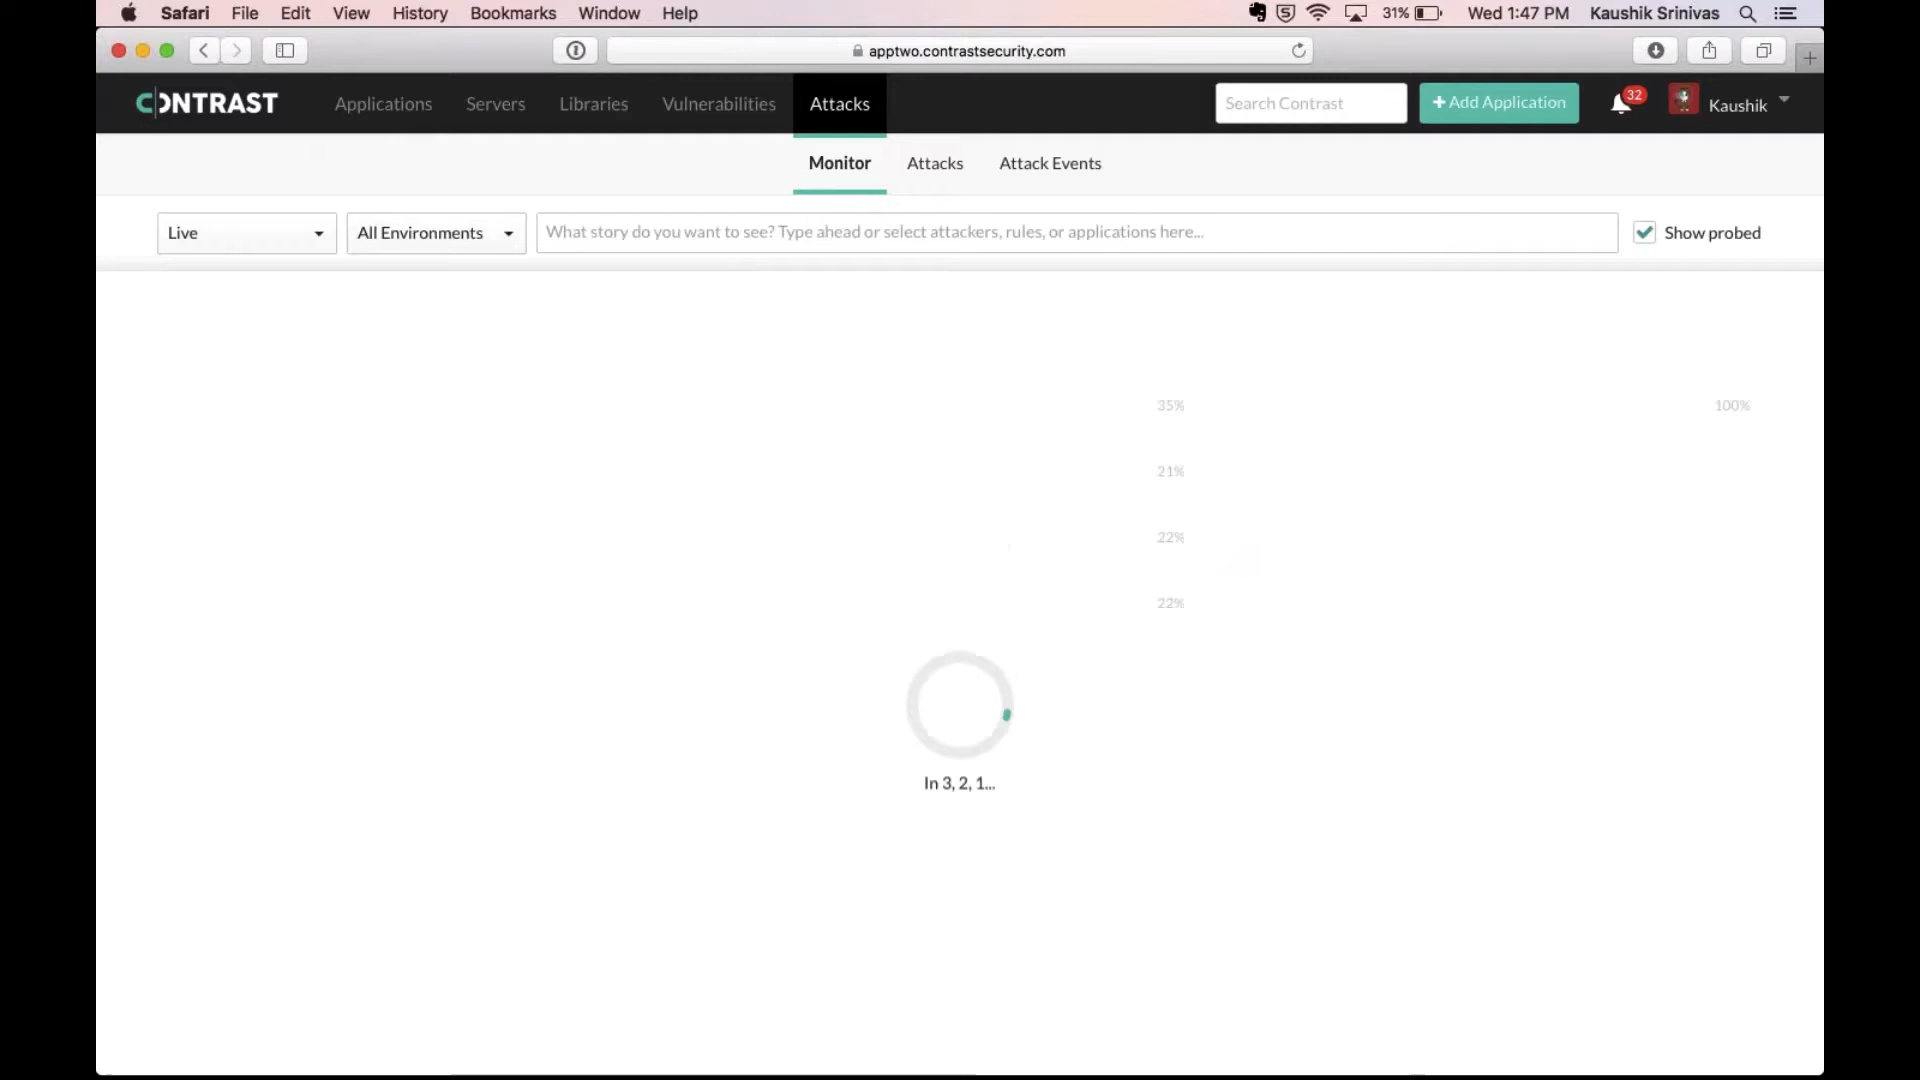 Safari File Edit View History Bookmarks Window Help 31% Wed 1:47 PM Kaushik Srinivas
apptwo.contrastsecurity.com
CONTRAST Applications Servers Libraries Vulnerabilities Attacks Search Contrast + Add Application 32 Kaushik
Monitor Attacks Attack Events
Live All Environments What story do you want to see? Type ahead or select attackers, rules, or applications here... Show probed
35% 100%
21%
22%
22%
In 3, 2, 1...